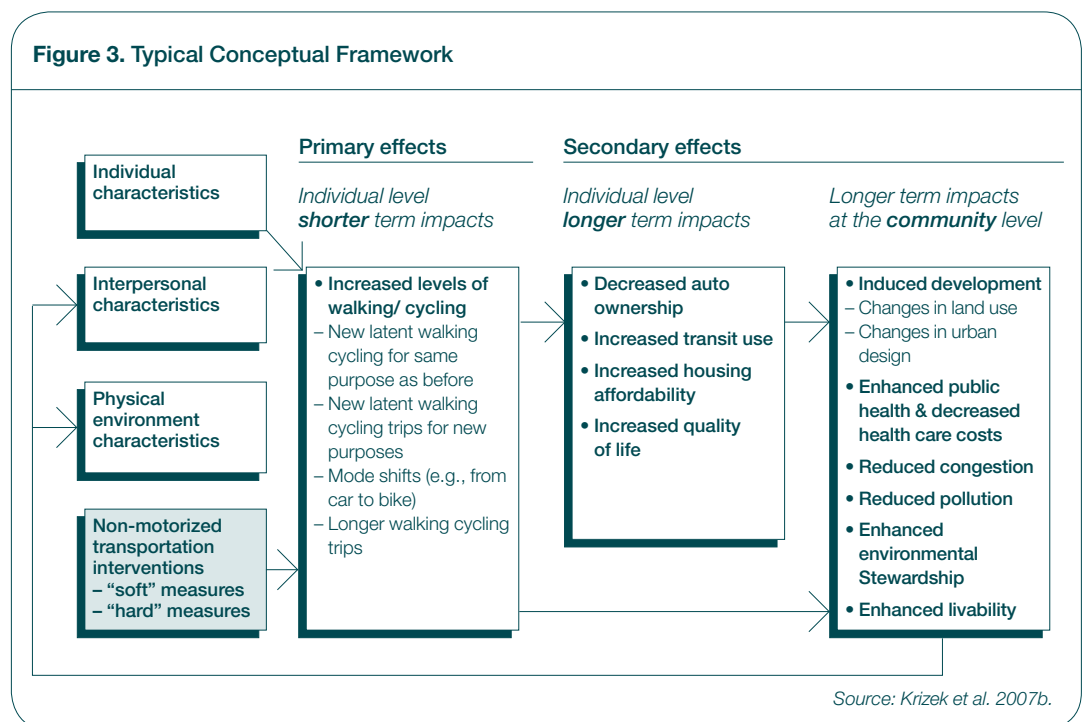 Figure 3. Typical Conceptual Framework
Primary effects
Secondary effects
Individual level
shorter term impacts
Individual level
longer term impacts
Longer term impacts
at the community level
Individual
characteristics
Interpersonal
characteristics
Physical
environment
characteristics
Non-motorized
transportation
interventions
– “soft” measures
– “hard” measures
• Increased levels of
walking/ cycling
– New latent walking
cycling for same
purpose as before
– New latent walking
cycling trips for new
purposes
– Mode shifts (e.g., from
car to bike)
– Longer walking cycling
trips
• Decreased auto
ownership
• Increased transit use
• Increased housing
affordability
• Increased quality
of life
• Induced development
– Changes in land use
– Changes in urban
design
• Enhanced public
health & decreased
health care costs
• Reduced congestion
• Reduced pollution
• Enhanced
environmental
Stewardship
• Enhanced livability
Source: Krizek et al. 2007b.